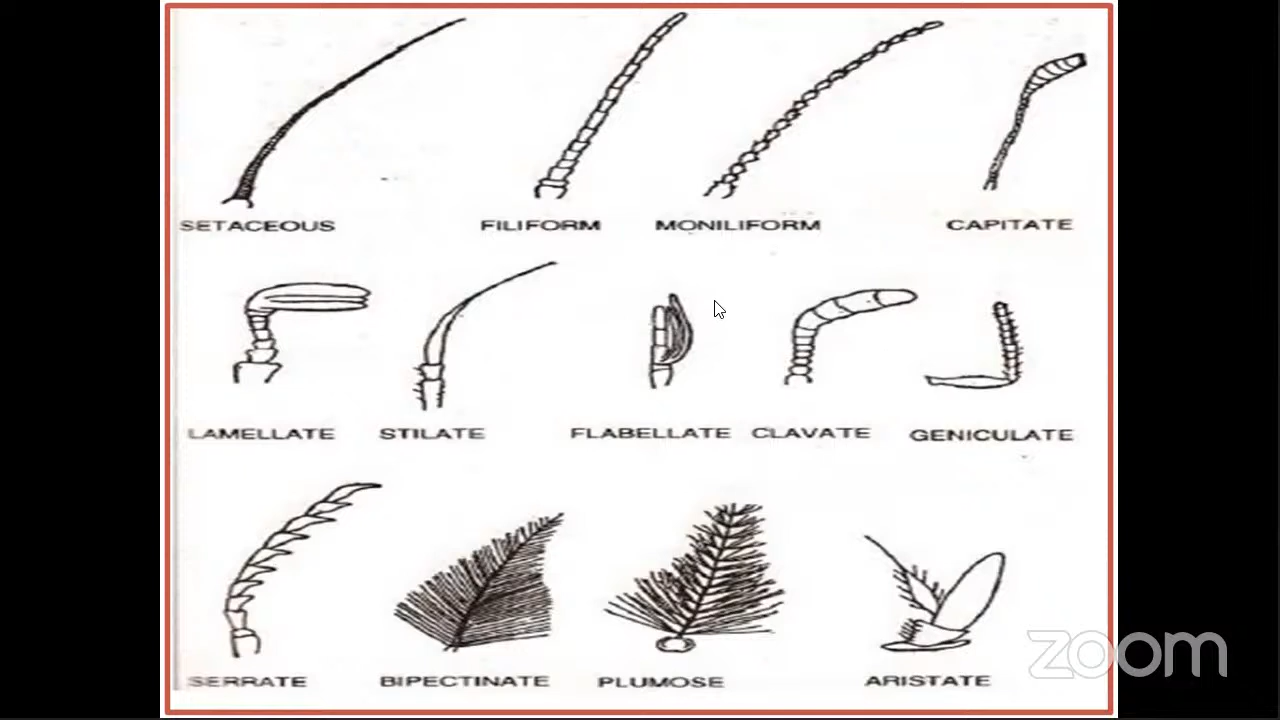 SETACEOUS FILIFORM MONILIFORM CAPITATE
LAMELLATE STILATE FLABELLATE CLAVATE GENICULATE
SERRATE BIPECTINATE PLUMOSE ARISTATE
zoom